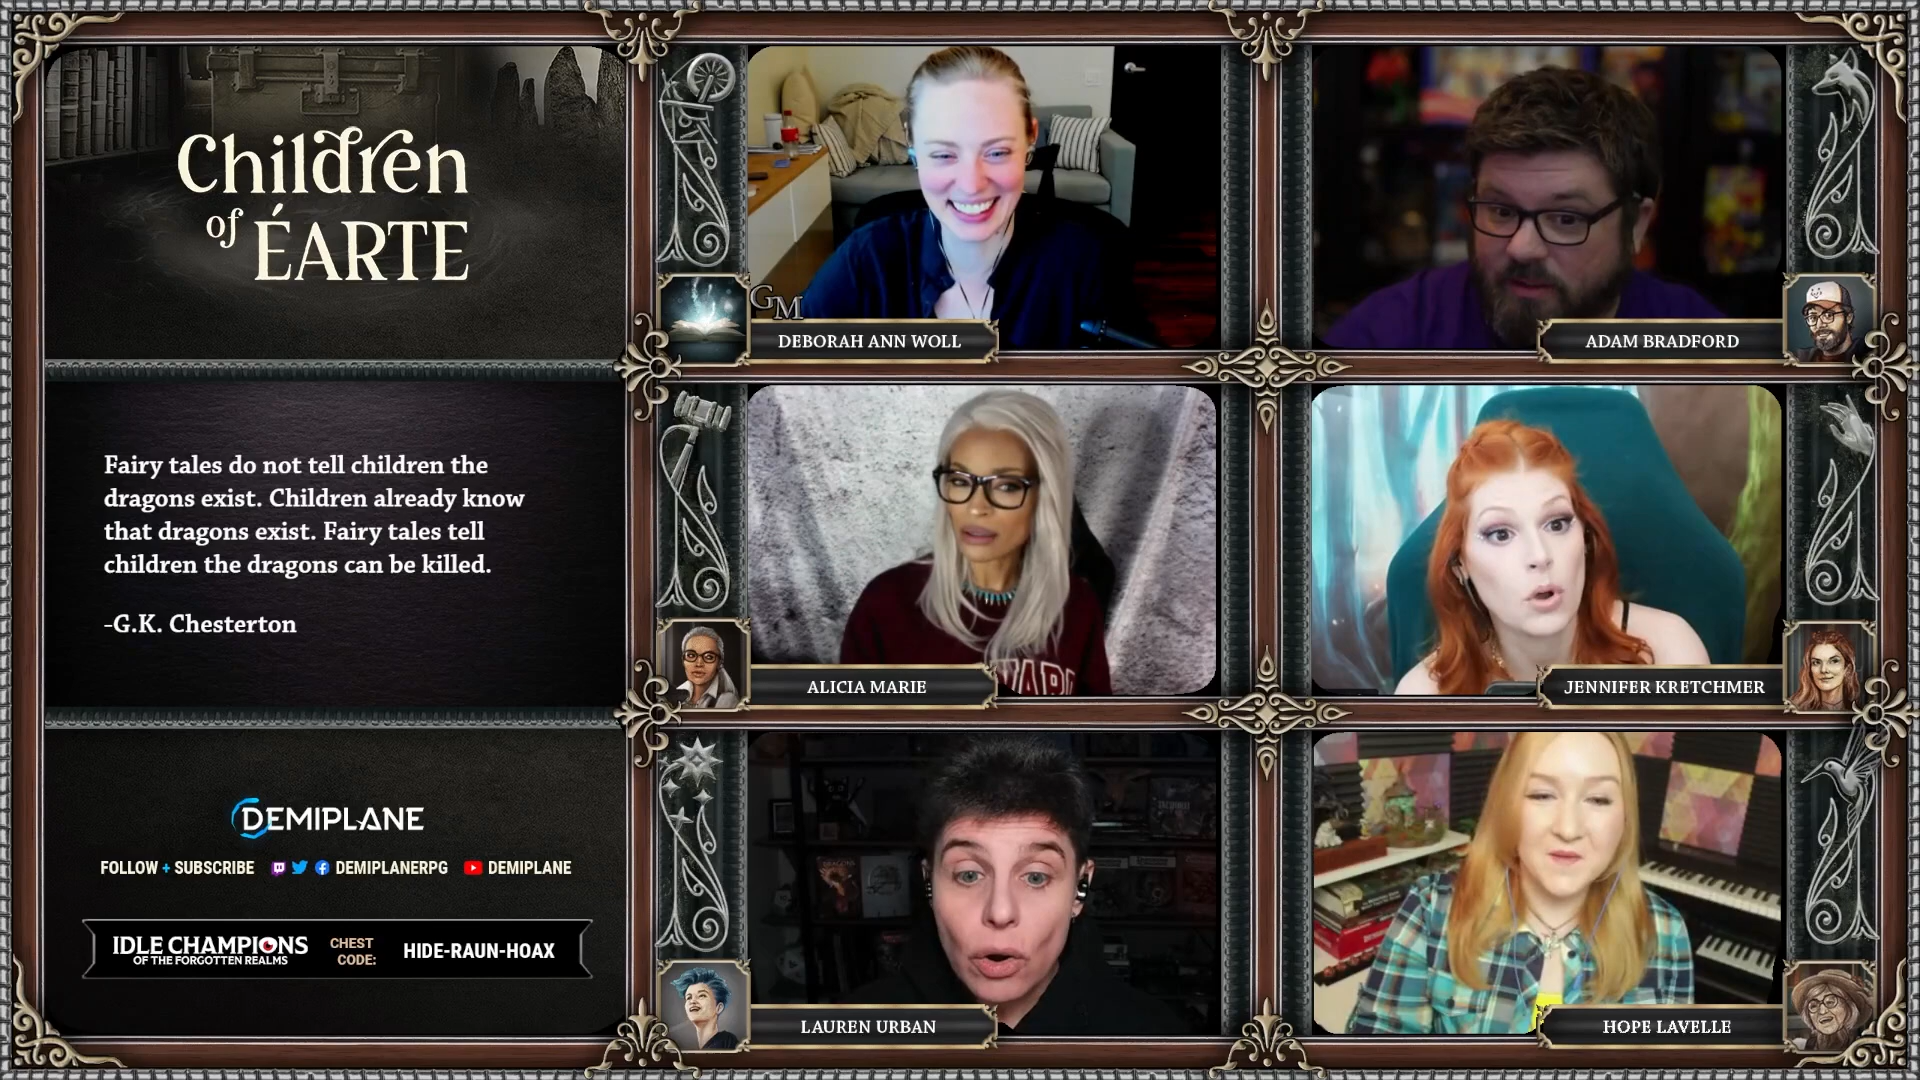 Children
of ÉARTE
Fairy tales do not tell children the
dragons exist. Children already know
that dragons exist. Fairy tales tell
children the dragons can be killed.
-G.K. Chesterton
DEMIPLANE
FOLLOW + SUBSCRIBE DEMIPLANERPG DEMIPLANE
IDLE CHAMPIONS
OF THE FORGOTTEN REALMS
CHEST
CODE:
HIDE-RAUN-HOAX
GM
DEBORAH ANN WOLL
ADAM BRADFORD
ALICIA MARIE
JENNIFER KRETCHMER
LAUREN URBAN
HOPE LAVELLE